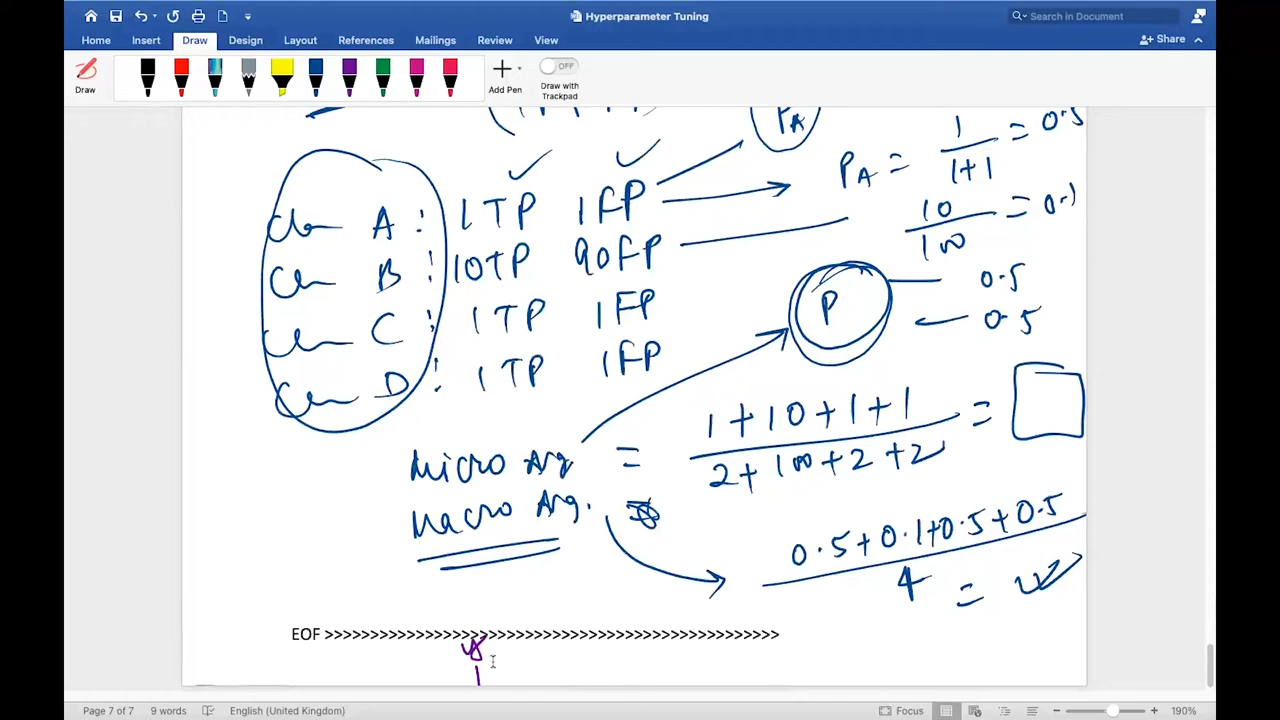 Hyperparameter Tuning
Search in Document
Home Insert Draw Design Layout References Mailings Review View
Share
Draw
Add Pen
OFF
Draw with Trackpad
PA
PA = 1/1+1 = 0.5
A : 1TP 1FP
10/100 = 0.1
B : 10TP 90FP
P 0.5
C : 1TP 1FP
0.5
D : 1TP 1FP
Micro Avg = 1+10+1+1 / 2+100+2+2 =
Macro Avg.
0.5+0.1+0.5+0.5 / 4 =
EOF >>>>>>>>>>>>>>>>>>>>>>>>>>>>>>>>>>>>>>>>>>>>>>>>>>
Page 7 of 7 9 words English (United Kingdom) Focus 190%